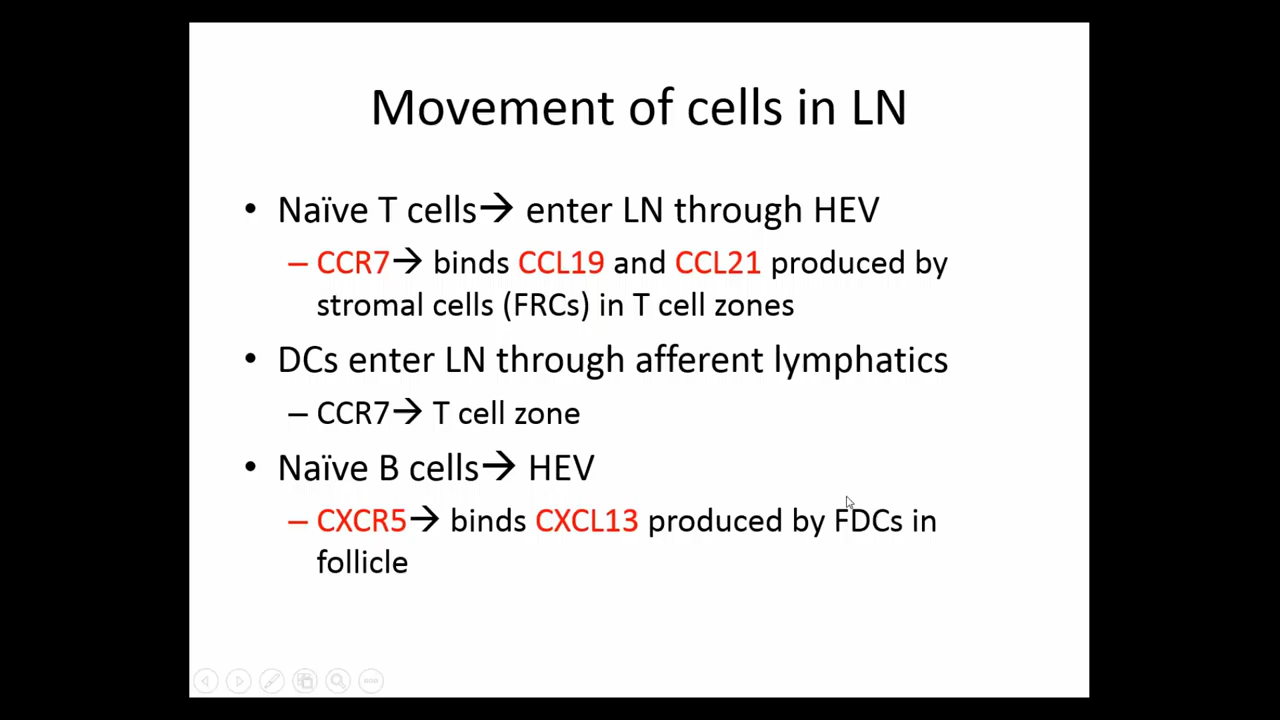 Movement of cells in LN
• Naïve T cells→ enter LN through HEV
– CCR7→ binds CCL19 and CCL21 produced by
stromal cells (FRCs) in T cell zones
• DCs enter LN through afferent lymphatics
– CCR7→ T cell zone
• Naïve B cells→ HEV
– CXCR5→ binds CXCL13 produced by FDCs in
follicle